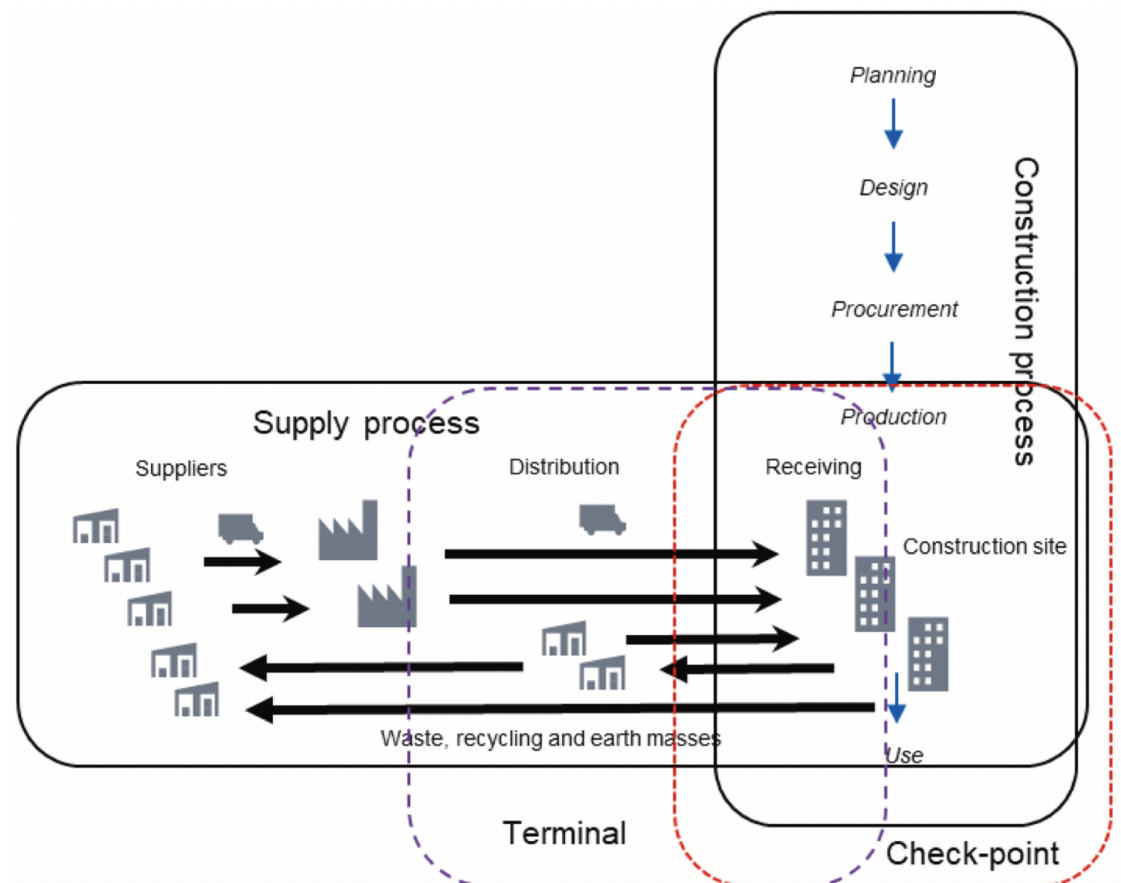 Planning
Construction process
Design
Procurement
Production
Supply process
Suppliers
Distribution
Receiving
Construction site
Waste, recycling and earth masses
Use
Terminal
Check-point